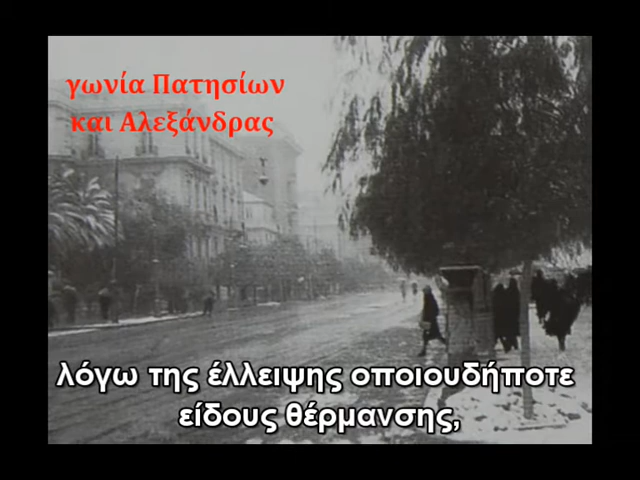 γωνία Πατησίων
και Αλεξάνδρας
λόγω της έλλειψης οποιουδήποτε
είδους θέρμανσης,